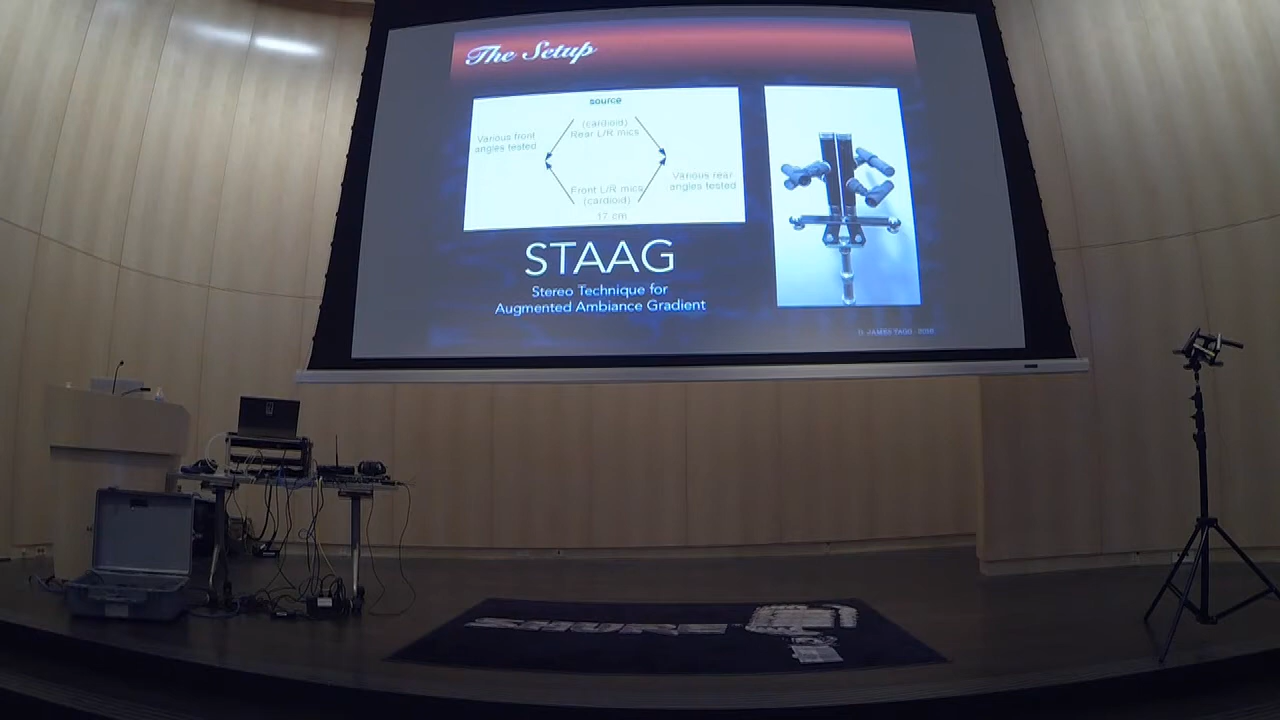 The Setup
source
(cardioid)
Rear L/R mics
Various front
angles tested
Various rear
angles tested
Front L/R mics
(cardioid)
17 cm
STAAG
Stereo Technique for
Augmented Ambiance Gradient
SHURE